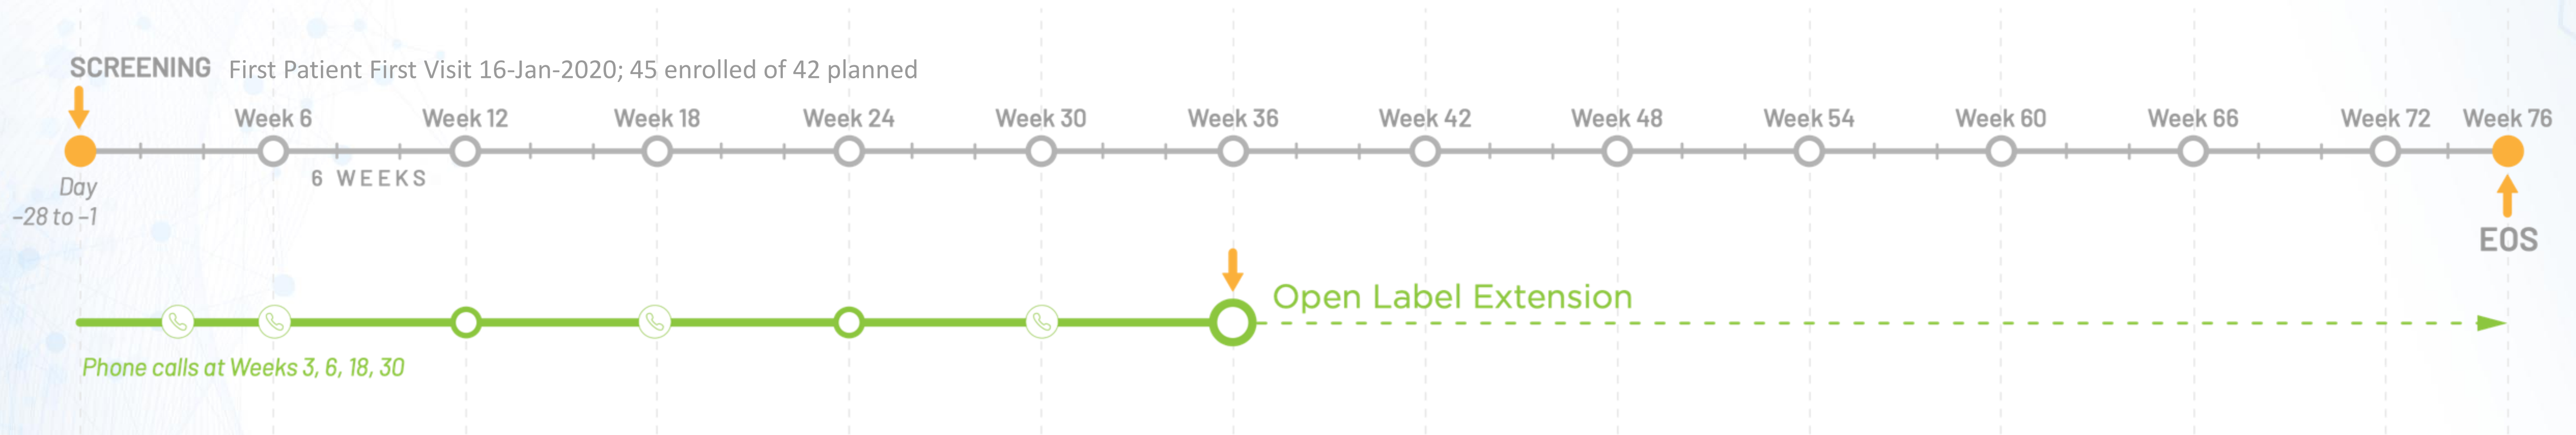 SCREENING First Patient First Visit 16-Jan-2020; 45 enrolled of 42 planned
Week 6 Week 12 Week 18 Week 24 Week 30 Week 36 Week 42 Week 48 Week 54 Week 60 Week 66 Week 72 Week 76
6 WEEKS
Day
–28 to –1
EOS
Open Label Extension
Phone calls at Weeks 3, 6, 18, 30